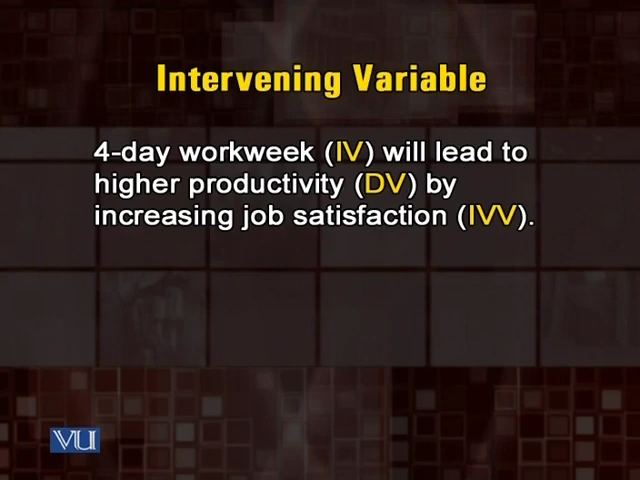 Intervening Variable
4-day workweek (IV) will lead to
higher productivity (DV) by
increasing job satisfaction (IVV).
VU